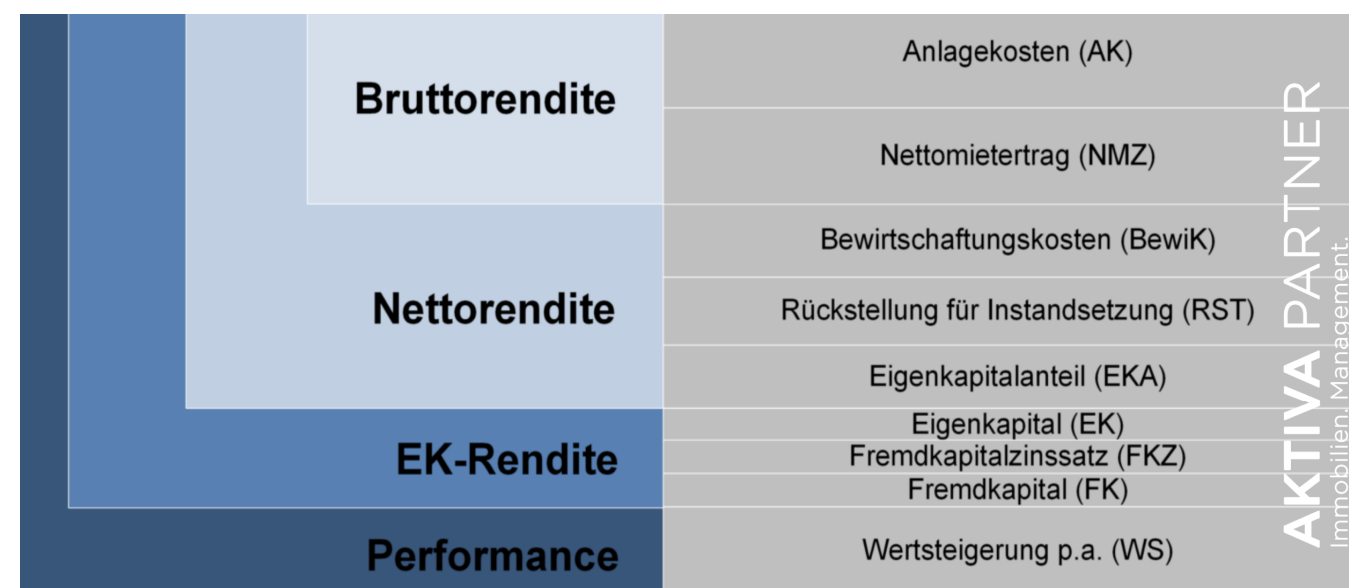 Bruttorendite
Anlagekosten (AK)
Nettomietertrag (NMZ)
Nettorendite
Bewirtschaftungskosten (BewiK)
Rückstellung für Instandsetzung (RST)
Eigenkapitalanteil (EKA)
EK-Rendite
Eigenkapital (EK)
Fremdkapitalzinssatz (FKZ)
Fremdkapital (FK)
Performance
Wertsteigerung p.a. (WS)
AKTIVA PARTNER
Immobilien. Management.